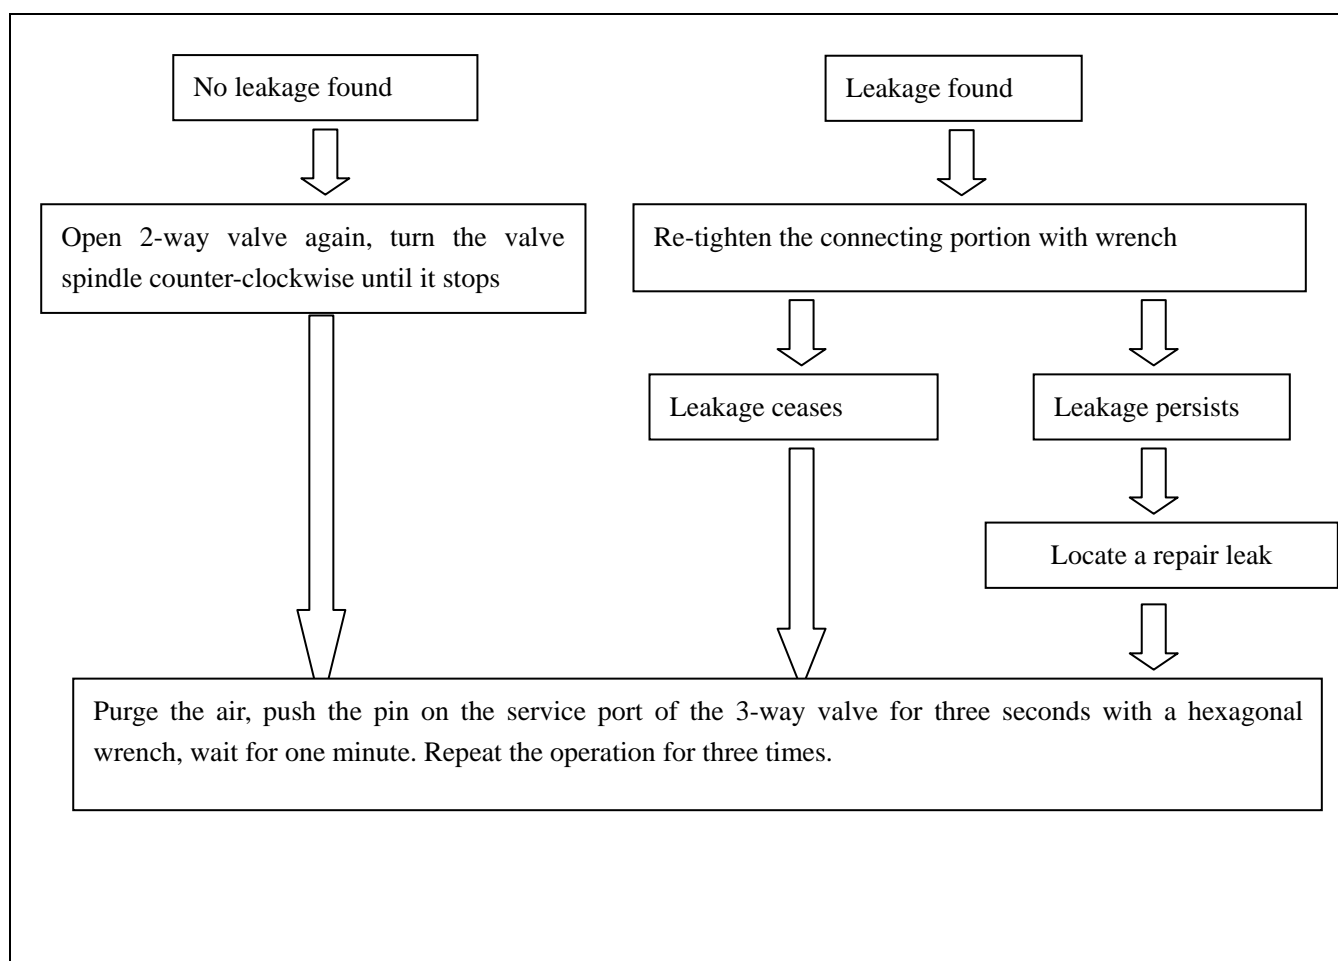 No leakage found
Leakage found
Open 2-way valve again, turn the valve
spindle counter-clockwise until it stops
Re-tighten the connecting portion with wrench
Leakage ceases
Leakage persists
Locate a repair leak
Purge the air, push the pin on the service port of the 3-way valve for three seconds with a hexagonal
wrench, wait for one minute. Repeat the operation for three times.